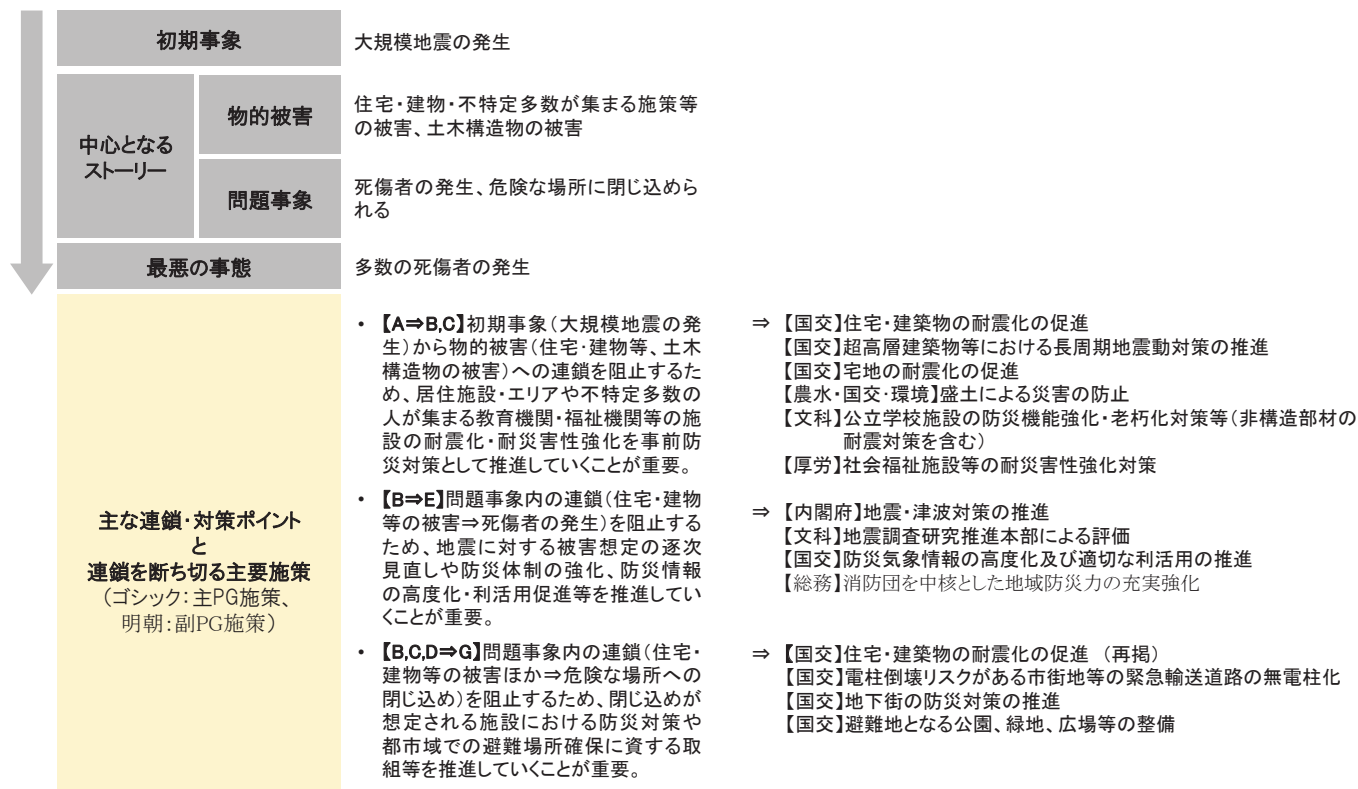 初期事象
大規模地震の発生
中心となる
ストーリー
物的被害
住宅・建物・不特定多数が集まる施策等
の被害、土木構造物の被害
問題事象
死傷者の発生、危険な場所に閉じ込めら
れる
最悪の事態
多数の死傷者の発生
主な連鎖・対策ポイント
と
連鎖を断ち切る主要施策
(ゴシック:主PG施策、
明朝:副PG施策)
• 【A⇒B,C】初期事象(大規模地震の発
生)から物的被害(住宅・建物等、土木
構造物の被害)への連鎖を阻止するた
め、居住施設・エリアや不特定多数の
人が集まる教育機関・福祉機関等の施
設の耐震化・耐災害性強化を事前防
災対策として推進していくことが重要。
⇒ 【国交】住宅・建築物の耐震化の促進
【国交】超高層建築物等における長周期地震動対策の推進
【国交】宅地の耐震化の促進
【農水・国交・環境】盛土による災害の防止
【文科】公立学校施設の防災機能強化・老朽化対策等(非構造部材の
耐震対策を含む)
【厚労】社会福祉施設等の耐災害性強化対策
• 【B⇒E】問題事象内の連鎖(住宅・建物
等の被害⇒死傷者の発生)を阻止する
ため、地震に対する被害想定の逐次
見直しや防災体制の強化、防災情報
の高度化・利活用促進等を推進してい
くことが重要。
⇒ 【内閣府】地震・津波対策の推進
【文科】地震調査研究推進本部による評価
【国交】防災気象情報の高度化及び適切な利活用の推進
【総務】消防団を中核とした地域防災力の充実強化
• 【B,C,D⇒G】問題事象内の連鎖(住宅・
建物等の被害ほか⇒危険な場所への
閉じ込め)を阻止するため、閉じ込めが
想定される施設における防災対策や
都市域での避難場所確保に資する取
組等を推進していくことが重要。
⇒ 【国交】住宅・建築物の耐震化の促進 (再掲)
【国交】電柱倒壊リスクがある市街地等の緊急輸送道路の無電柱化
【国交】地下街の防災対策の推進
【国交】避難地となる公園、緑地、広場等の整備